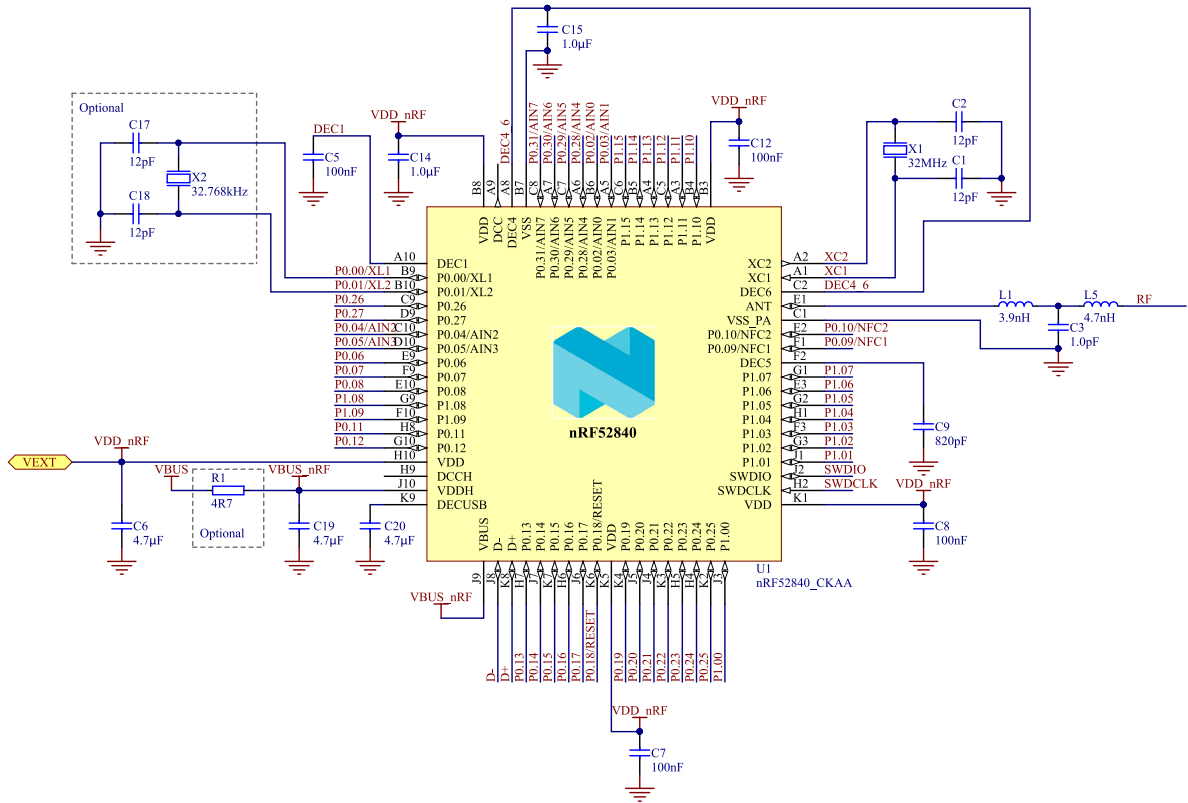 C15
1.0µF
Optional
C17
12pF
X2
32.768kHz
C18
12pF
DEC1
C5
100nF
VDD_nRF
C14
1.0µF
DEC4_6
P0.31/AIN7
P0.30/AIN6
P0.29/AIN5
P0.28/AIN4
P0.02/AIN0
P0.03/AIN1
P1.15
P1.14
P1.13
P1.12
P1.11
P1.10
VDD_nRF
C12
100nF
C2
12pF
X1
32MHz
C1
12pF
B8
A9
A8
B7
C8
A7
C7
A6
B6
A5
C6
B5
A4
C5
A3
B4
B3
VDD
DCC
DEC4
VSS
P0.31/AIN7
P0.30/AIN6
P0.29/AIN5
P0.28/AIN4
P0.02/AIN0
P0.03/AIN1
P1.15
P1.14
P1.13
P1.12
P1.11
P1.10
VDD
A10 DEC1
P0.00/XL1 B9 P0.00/XL1
P0.01/XL2 B10 P0.01/XL2
P0.26 C9 P0.26
P0.27 D9 P0.27
P0.04/AIN2 C10 P0.04/AIN2
P0.05/AIN3 D10 P0.05/AIN3
P0.06 E9 P0.06
P0.07 F9 P0.07
P0.08 E10 P0.08
P1.08 G9 P1.08
P1.09 F10 P1.09
P0.11 H8 P0.11
P0.12 G10 P0.12
H10 VDD
H9 DCCH
J10 VDDH
K9 DECUSB
nRF52840
XC2 A2 XC2
XC1 A1 XC1
DEC6 C2 DEC4_6
ANT E1
VSS_PA C1
P0.10/NFC2 E2 P0.10/NFC2
P0.09/NFC1 F1 P0.09/NFC1
DEC5 F2
P1.07 G1 P1.07
P1.06 E3 P1.06
P1.05 G2 P1.05
P1.04 H1 P1.04
P1.03 F3 P1.03
P1.02 G3 P1.02
P1.01 J1 P1.01
SWDIO J2 SWDIO
SWDCLK H2 SWDCLK
VDD K1
L1
3.9nH
L5
4.7nH
RF
C3
1.0pF
C9
820pF
VDD_nRF
C8
100nF
VEXT
VDD_nRF
C6
4.7µF
VBUS
R1
4R7
Optional
VBUS_nRF
C19
4.7µF
C20
4.7µF
VBUS
D-
D+
P0.13
P0.14
P0.15
P0.16
P0.17
P0.18/RESET
VDD
P0.19
P0.20
P0.21
P0.22
P0.23
P0.24
P0.25
P1.00
U1
nRF52840_CKAA
J9
J8
K8
H7
J7
K7
H6
J6
K6
K5
K4
J5
J4
K3
H5
H4
K2
J3
VBUS_nRF
D-
D+
P0.13
P0.14
P0.15
P0.16
P0.17
P0.18/RESET
P0.19
P0.20
P0.21
P0.22
P0.23
P0.24
P0.25
P1.00
VDD_nRF
C7
100nF